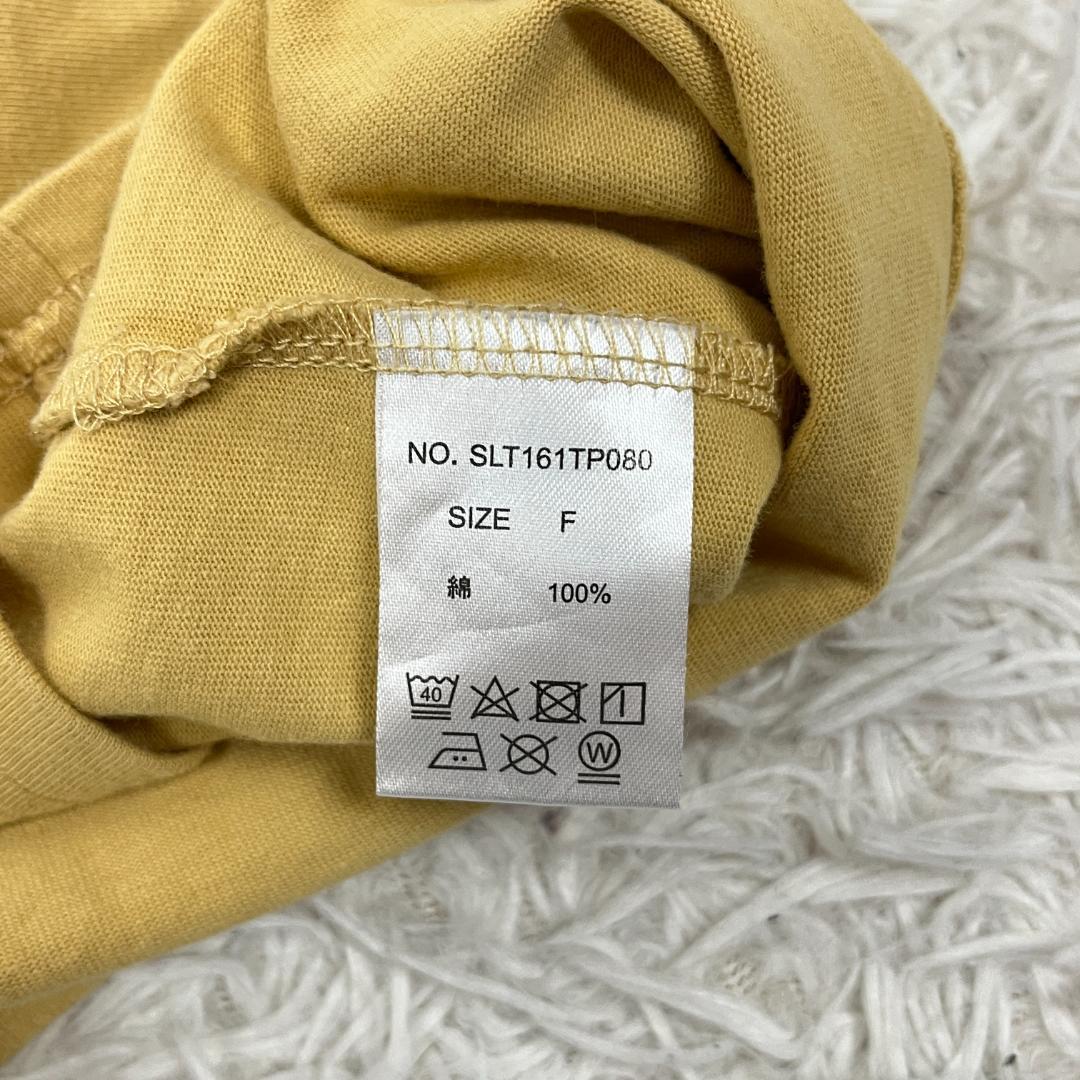 NO. SLT161TP080
SIZE F
綿 100%
40
W